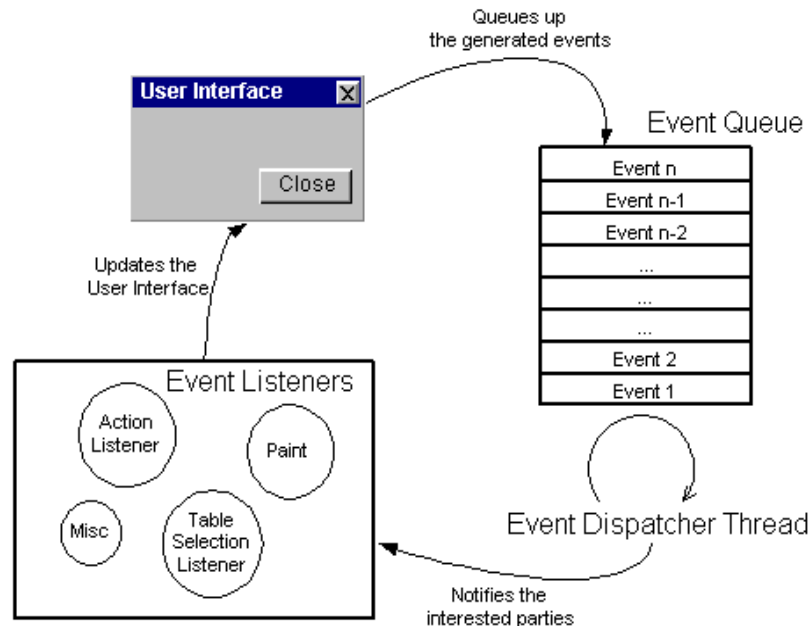 Queues up
the generated events
User Interface
Close
Event Queue
Event n
Event n-1
Event n-2
...
...
...
Event 2
Event 1
Updates the
User Interface
Event Listeners
Action
Listener
Paint
Misc
Table
Selection
Listener
Event Dispatcher Thread
Notifies the
interested parties